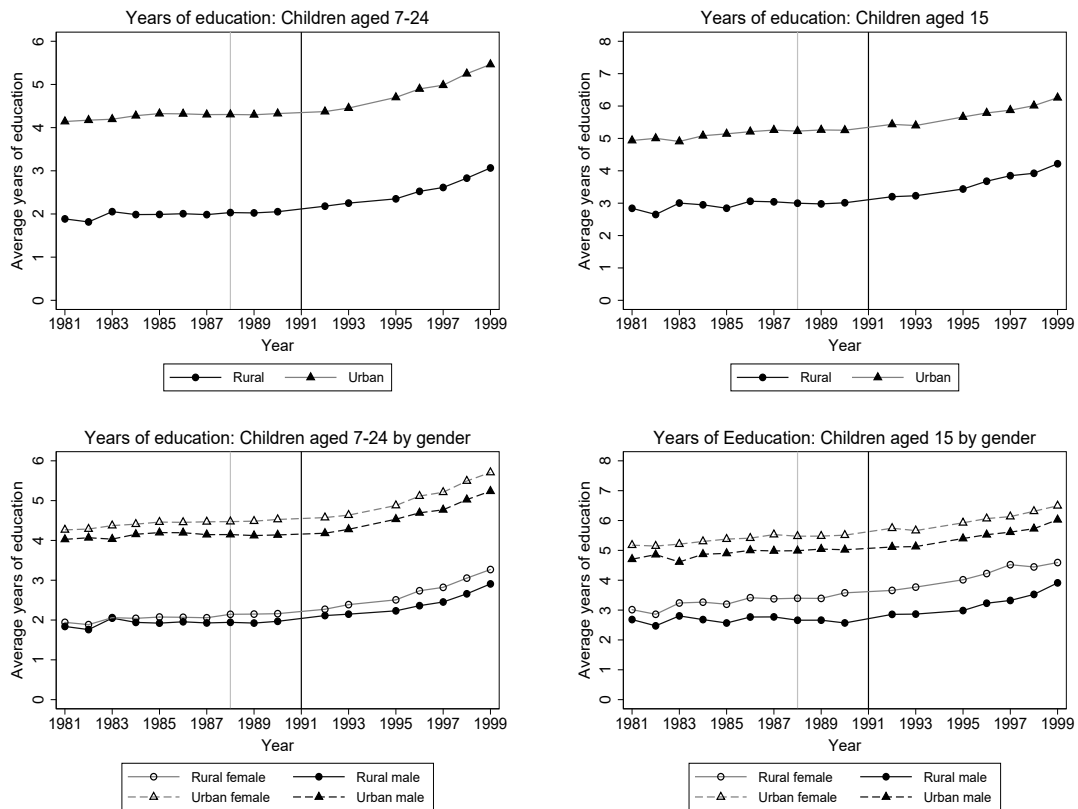 Years of education: Children aged 7-24
Average years of education
0 1 2 3 4 5 6
1981 1983 1985 1987 1989 1991 1993 1995 1997 1999
Year
Rural Urban
Years of education: Children aged 15
Average years of education
0 1 2 3 4 5 6 7 8
1981 1983 1985 1987 1989 1991 1993 1995 1997 1999
Year
Rural Urban
Years of education: Children aged 7-24 by gender
Average years of education
0 1 2 3 4 5 6
1981 1983 1985 1987 1989 1991 1993 1995 1997 1999
Year
Rural female Rural male
Urban female Urban male
Years of Eeducation: Children aged 15 by gender
Average years of education
0 1 2 3 4 5 6 7 8
1981 1983 1985 1987 1989 1991 1993 1995 1997 1999
Year
Rural female Rural male
Urban female Urban male